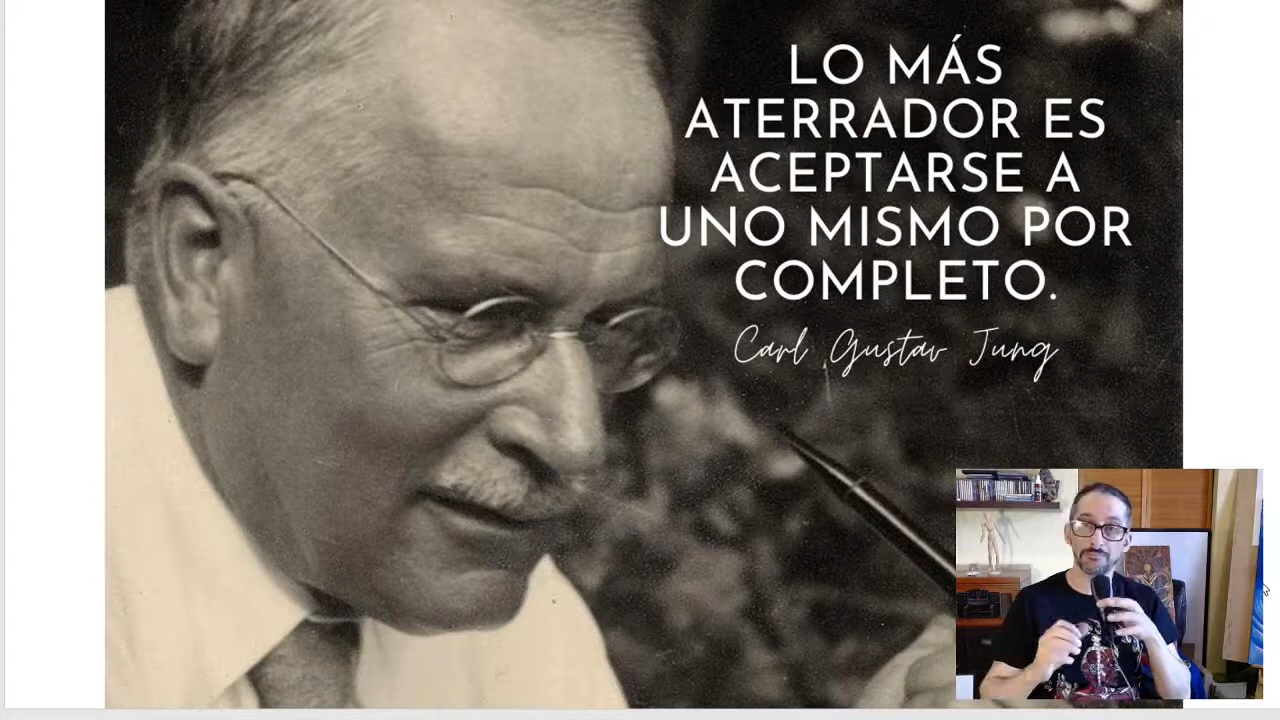 LO MÁS
ATERRADOR ES
ACEPTARSE A
UNO MISMO POR
COMPLETO.
Carl Gustav Jung